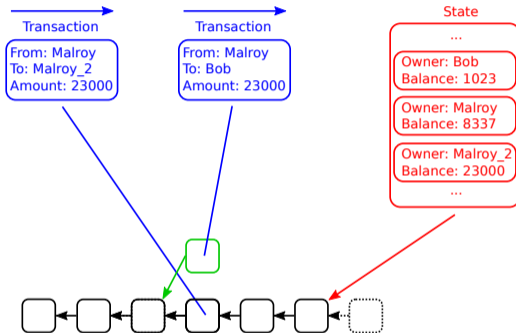 Transaction
From: Malroy
To: Malroy_2
Amount: 23000
Transaction
From: Malroy
To: Bob
Amount: 23000
State
...
Owner: Bob
Balance: 1023
Owner: Malroy
Balance: 8337
Owner: Malroy_2
Balance: 23000
...